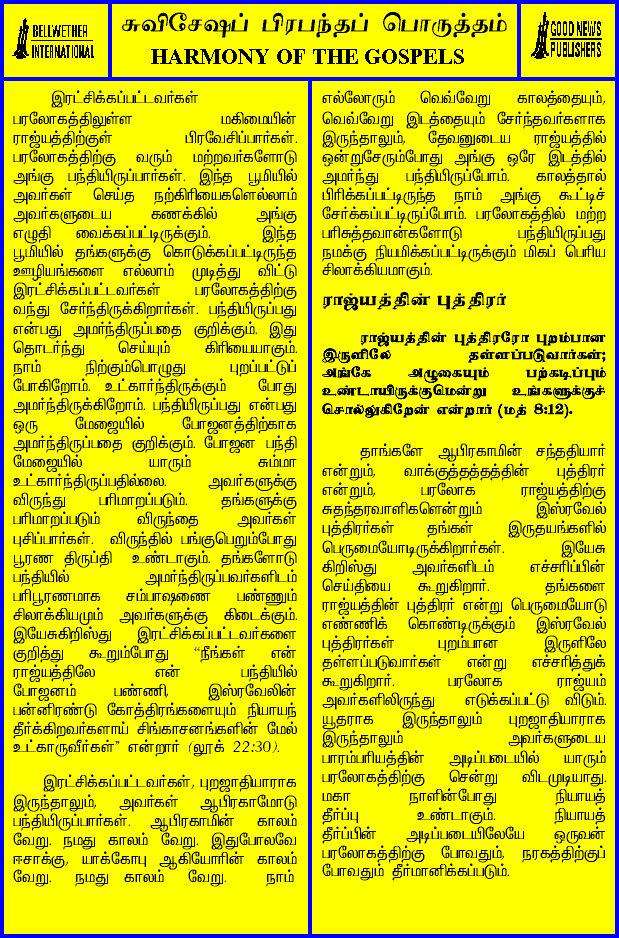 BELLWETHER
INTERNATIONAL
சுவிசேஷப் பிரபந்தப் பொருத்தம்
HARMONY OF THE GOSPELS
GOOD NEWS
PUBLISHERS
இரட்சிக்கப்பட்டவர்கள்
பரலோகத்திலுள்ள மகிமையின்
ராஜ்யத்திற்குள் பிரவேசிப்பார்கள்.
பரலோகத்திற்கு வரும் மற்றவர்களோடு
அங்கு பந்தியிருப்பார்கள். இந்த பூமியில்
அவர்கள் செய்த நற்கிரியைகளெல்லாம்
அவர்களுடைய கணக்கில் அங்கு
எழுதி வைக்கப்பட்டிருக்கும். இந்த
பூமியில் தங்களுக்கு கொடுக்கப்பட்டிருந்த
ஊழியங்களை எல்லாம் முடித்து விட்டு
இரட்சிக்கப்பட்டவர்கள் பரலோகத்திற்கு
வந்து சேர்ந்திருக்கிறார்கள். பந்தியிருப்பது
என்பது அமர்ந்திருப்பதை குறிக்கும். இது
தொடர்ந்து செய்யும் கிரியையாகும்.
நாம் நிற்கும்பொழுது புறப்பட்டுப்
போகிறோம். உட்கார்ந்திருக்கும் போது
அமர்ந்திருக்கிறோம். பந்தியிருப்பது என்பது
ஒரு மேஜையில் போஜனத்திற்காக
அமர்ந்திருப்பதை குறிக்கும். போஜன பந்தி
மேஜையில் யாரும் சும்மா
உட்கார்ந்திருப்பதில்லை. அவர்களுக்கு
விருந்து பரிமாறப்படும். தங்களுக்கு
பரிமாறப்படும் விருந்தை அவர்கள்
புசிப்பார்கள். விருந்தில் பங்குபெறும்போது
பூரண திருப்தி உண்டாகும். தங்களோடு
பந்தியில் அமர்ந்திருப்பவர்களிடம்
பரிபூரணமாக சம்பாஷணை பண்ணும்
சிலாக்கியமும் அவர்களுக்கு கிடைக்கும்.
இயேசுகிறிஸ்து இரட்சிக்கப்பட்டவர்களை
குறித்து கூறும்போது “நீங்கள் என்
ராஜ்யத்திலே என் பந்தியில்
போஜனம் பண்ணி, இஸ்ரவேலின்
பன்னிரண்டு கோத்திரங்களையும் நியாயந்
தீர்க்கிறவர்களாய் சிங்காசனங்களின் மேல்
உட்காருவீர்கள்” என்றார் (லூக் 22:30).
இரட்சிக்கப்பட்டவர்கள், புறஜாதியாராக
இருந்தாலும், அவர்கள் ஆபிரகாமோடு
பந்தியிருப்பார்கள். ஆபிரகாமின் காலம்
வேறு. நமது காலம் வேறு. இதுபோலவே
ஈசாக்கு, யாக்கோபு ஆகியோரின் காலம்
வேறு. நமது காலம் வேறு. நாம்
எல்லோரும் வெவ்வேறு காலத்தையும்,
வெவ்வேறு இடத்தையும் சேர்ந்தவர்களாக
இருந்தாலும், தேவனுடைய ராஜ்யத்தில்
ஒன்றுசேரும்போது அங்கு ஒரே இடத்தில்
அமர்ந்து பந்தியிருப்போம். காலத்தால்
பிரிக்கப்பட்டிருந்த நாம் அங்கு கூட்டிச்
சேர்க்கப்பட்டிருப்போம். பரலோகத்தில் மற்ற
பரிசுத்தவான்களோடு பந்தியிருப்பது
நமக்கு நியமிக்கப்பட்டிருக்கும் மிகப் பெரிய
சிலாக்கியமாகும்.
ராஜ்யத்தின் புத்திரர்
ராஜ்யத்தின் புத்திரரோ புறம்பான
இருளிலே தள்ளப்படுவார்கள்;
அங்கே அழுகையும் பற்கடிப்பும்
உண்டாயிருக்குமென்று உங்களுக்குச்
சொல்லுகிறேன் என்றார் (மத் 8:12).
தாங்களே ஆபிரகாமின் சந்ததியார்
என்றும், வாக்குத்தத்தத்தின் புத்திரர்
என்றும், பரலோக ராஜ்யத்திற்கு
சுதந்தரவாளிகளென்றும் இஸ்ரவேல்
புத்திரர்கள் தங்கள் இருதயங்களில்
பெருமையோடிருக்கிறார்கள். இயேசு
கிறிஸ்து அவர்களிடம் எச்சரிப்பின்
செய்தியை கூறுகிறார். தங்களை
ராஜ்யத்தின் புத்திரர் என்று பெருமையோடு
எண்ணிக் கொண்டிருக்கும் இஸ்ரவேல்
புத்திரர்கள் புறம்பான இருளிலே
தள்ளப்படுவார்கள் என்று எச்சரித்துக்
கூறுகிறார். பரலோக ராஜ்யம்
அவர்களிலிருந்து எடுக்கப்பட்டு விடும்.
யூதராக இருந்தாலும் புறஜாதியாராக
இருந்தாலும் அவர்களுடைய
பாரம்பரியத்தின் அடிப்படையில் யாரும்
பரலோகத்திற்கு சென்று விடமுடியாது.
மகா நாளின்போது நியாயத்
தீர்ப்பு உண்டாகும். நியாயத்
தீர்ப்பின் அடிப்படையிலேயே ஒருவன்
பரலோகத்திற்கு போவதும், நரகத்திற்குப்
போவதும் தீர்மானிக்கப்படும்.